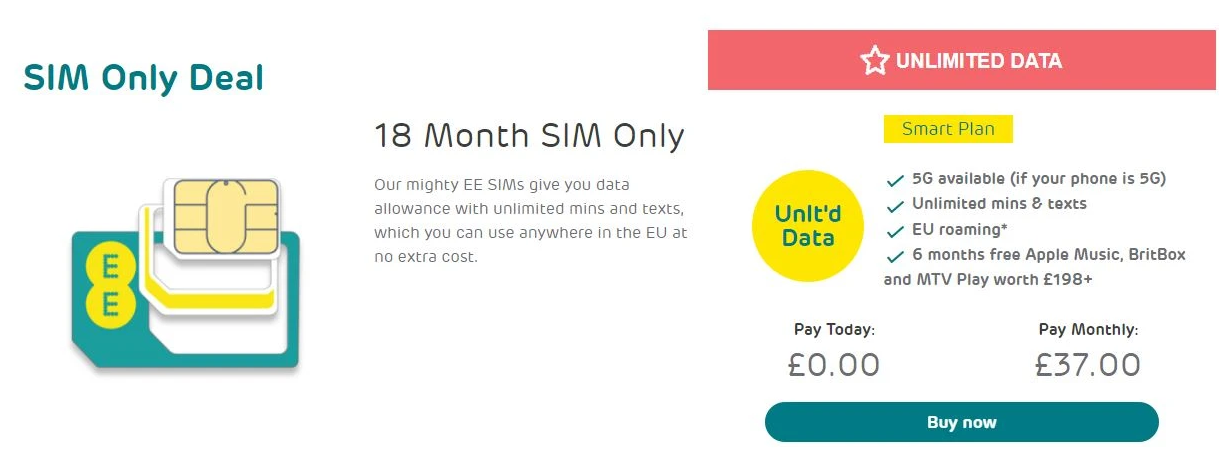 SIM Only Deal
EE
18 Month SIM Only
Our mighty EE SIMs give you data
allowance with unlimited mins and texts,
which you can use anywhere in the EU at
no extra cost.
UNLIMITED DATA
Smart Plan
Unlt'd
Data
5G available (if your phone is 5G)
Unlimited mins & texts
EU roaming*
6 months free Apple Music, BritBox
and MTV Play worth £198+
Pay Today:
£0.00
Pay Monthly:
£37.00
Buy now